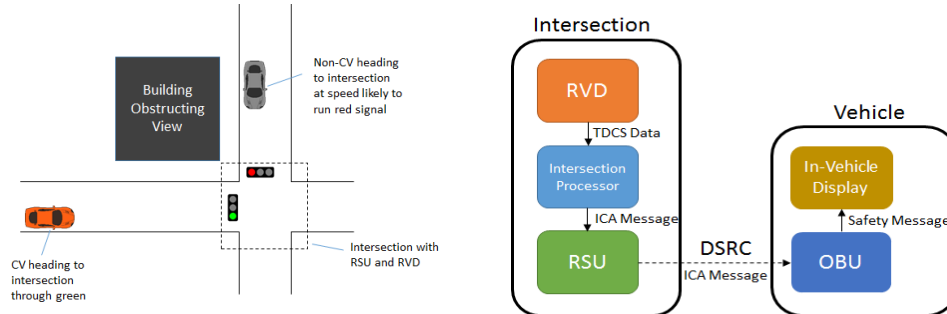 Non-CV heading
to intersection
at speed likely to
run red signal
Building
Obstructing
View
CV heading to
intersection
through green
Intersection with
RSU and RVD
Intersection
RVD
TDCS Data
Intersection
Processor
ICA Message
RSU
DSRC
ICA Message
Vehicle
In-Vehicle
Display
Safety Message
OBU